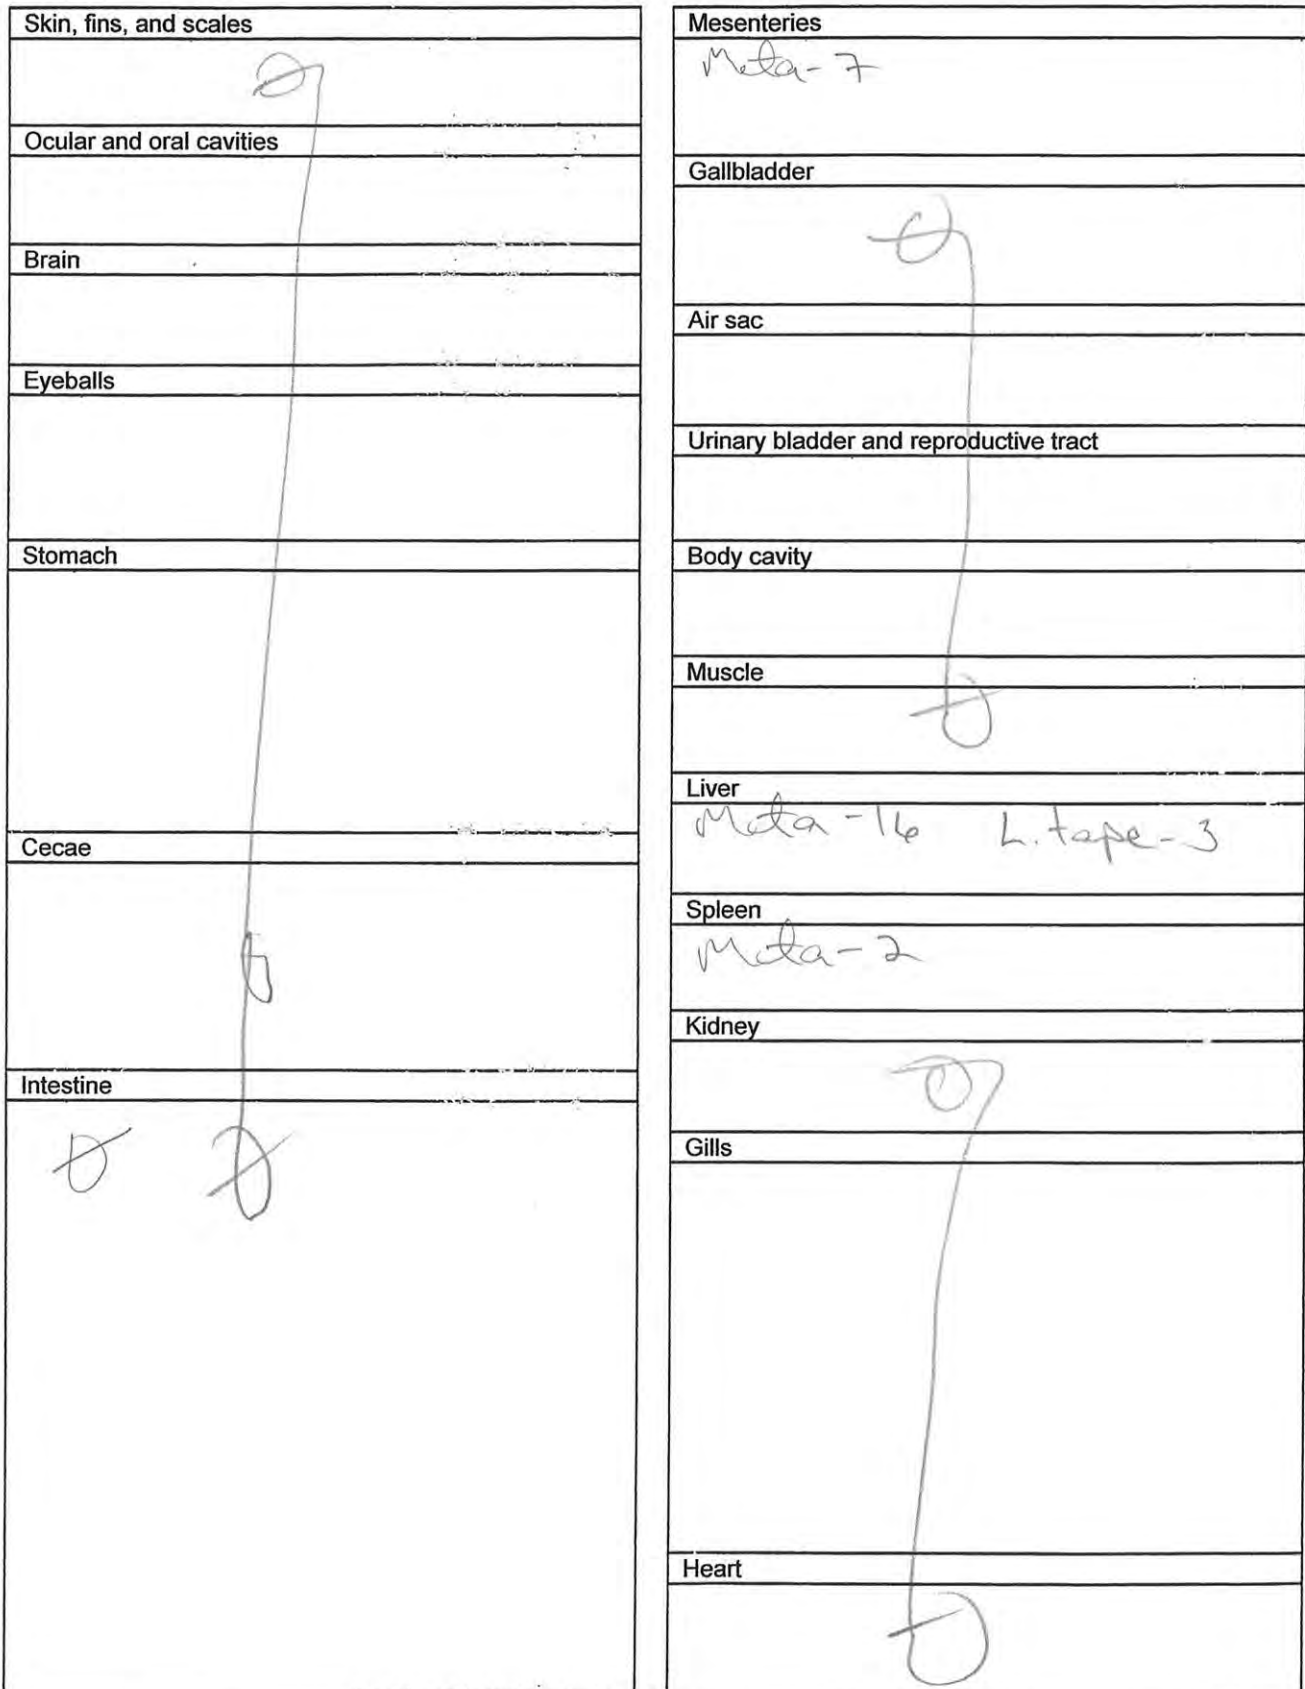 Skin, fins, and scales
Ø
Ocular and oral cavities
Brain
Eyeballs
Stomach
Cecae
Intestine
Ø Ø
Mesenteries
Meta-7
Gallbladder
Ø
Air sac
Urinary bladder and reproductive tract
Body cavity
Muscle
Ø
Liver
Meta-16 L.tape-3
Spleen
Meta-2
Kidney
Ø
Gills
Heart
Ø